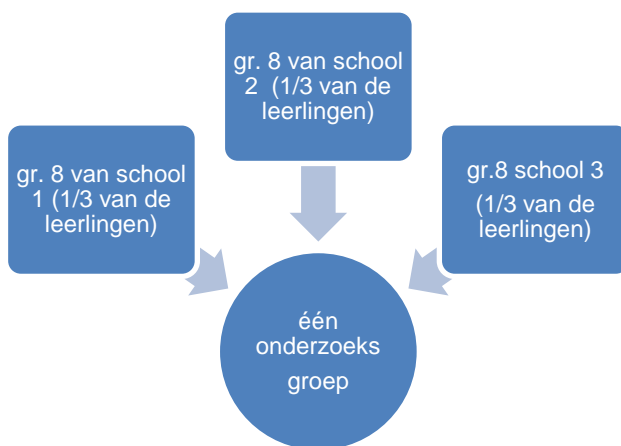 gr. 8 van school
1 (1/3 van de
leerlingen)
gr. 8 van school
2 (1/3 van de
leerlingen)
gr.8 school 3
(1/3 van de
leerlingen)
één
onderzoeks
groep